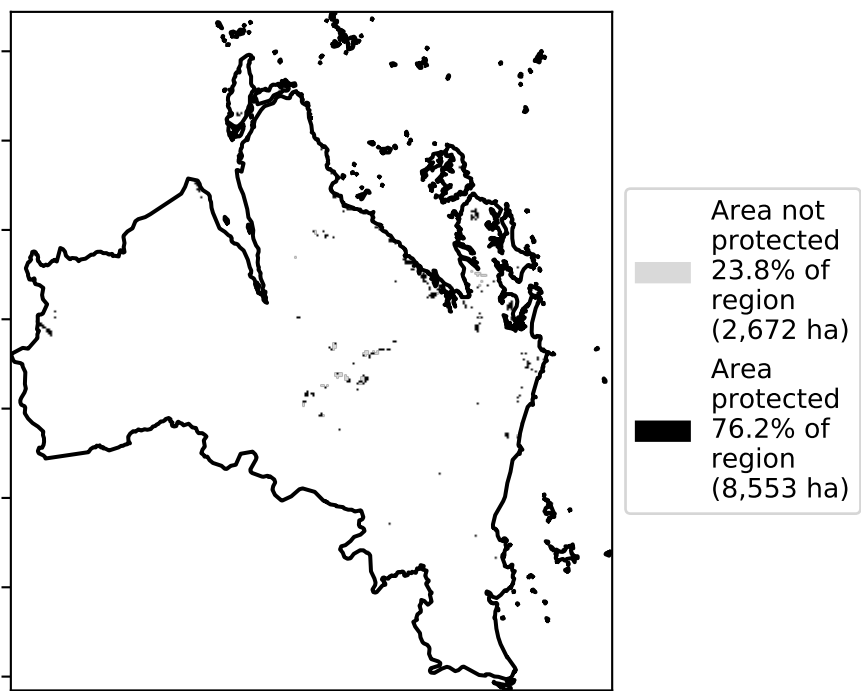 Area not
protected
23.8% of
region
(2,672 ha)
Area
protected
76.2% of
region
(8,553 ha)